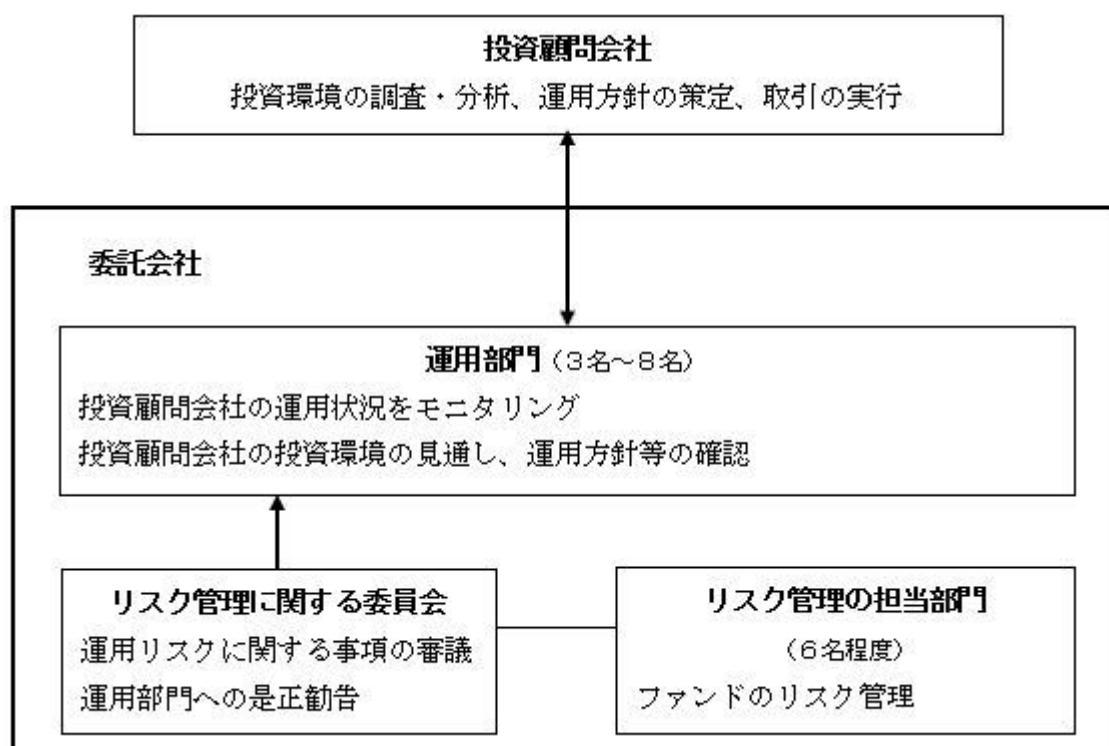 投資顧問会社
投資環境の調査・分析、運用方針の策定、取引の実行
委託会社
運用部門（3名～8名）
投資顧問会社の運用状況をモニタリング
投資顧問会社の投資環境の見通し、運用方針等の確認
リスク管理に関する委員会
運用リスクに関する事項の審議
運用部門への是正勧告
リスク管理の担当部門
（6名程度）
ファンドのリスク管理